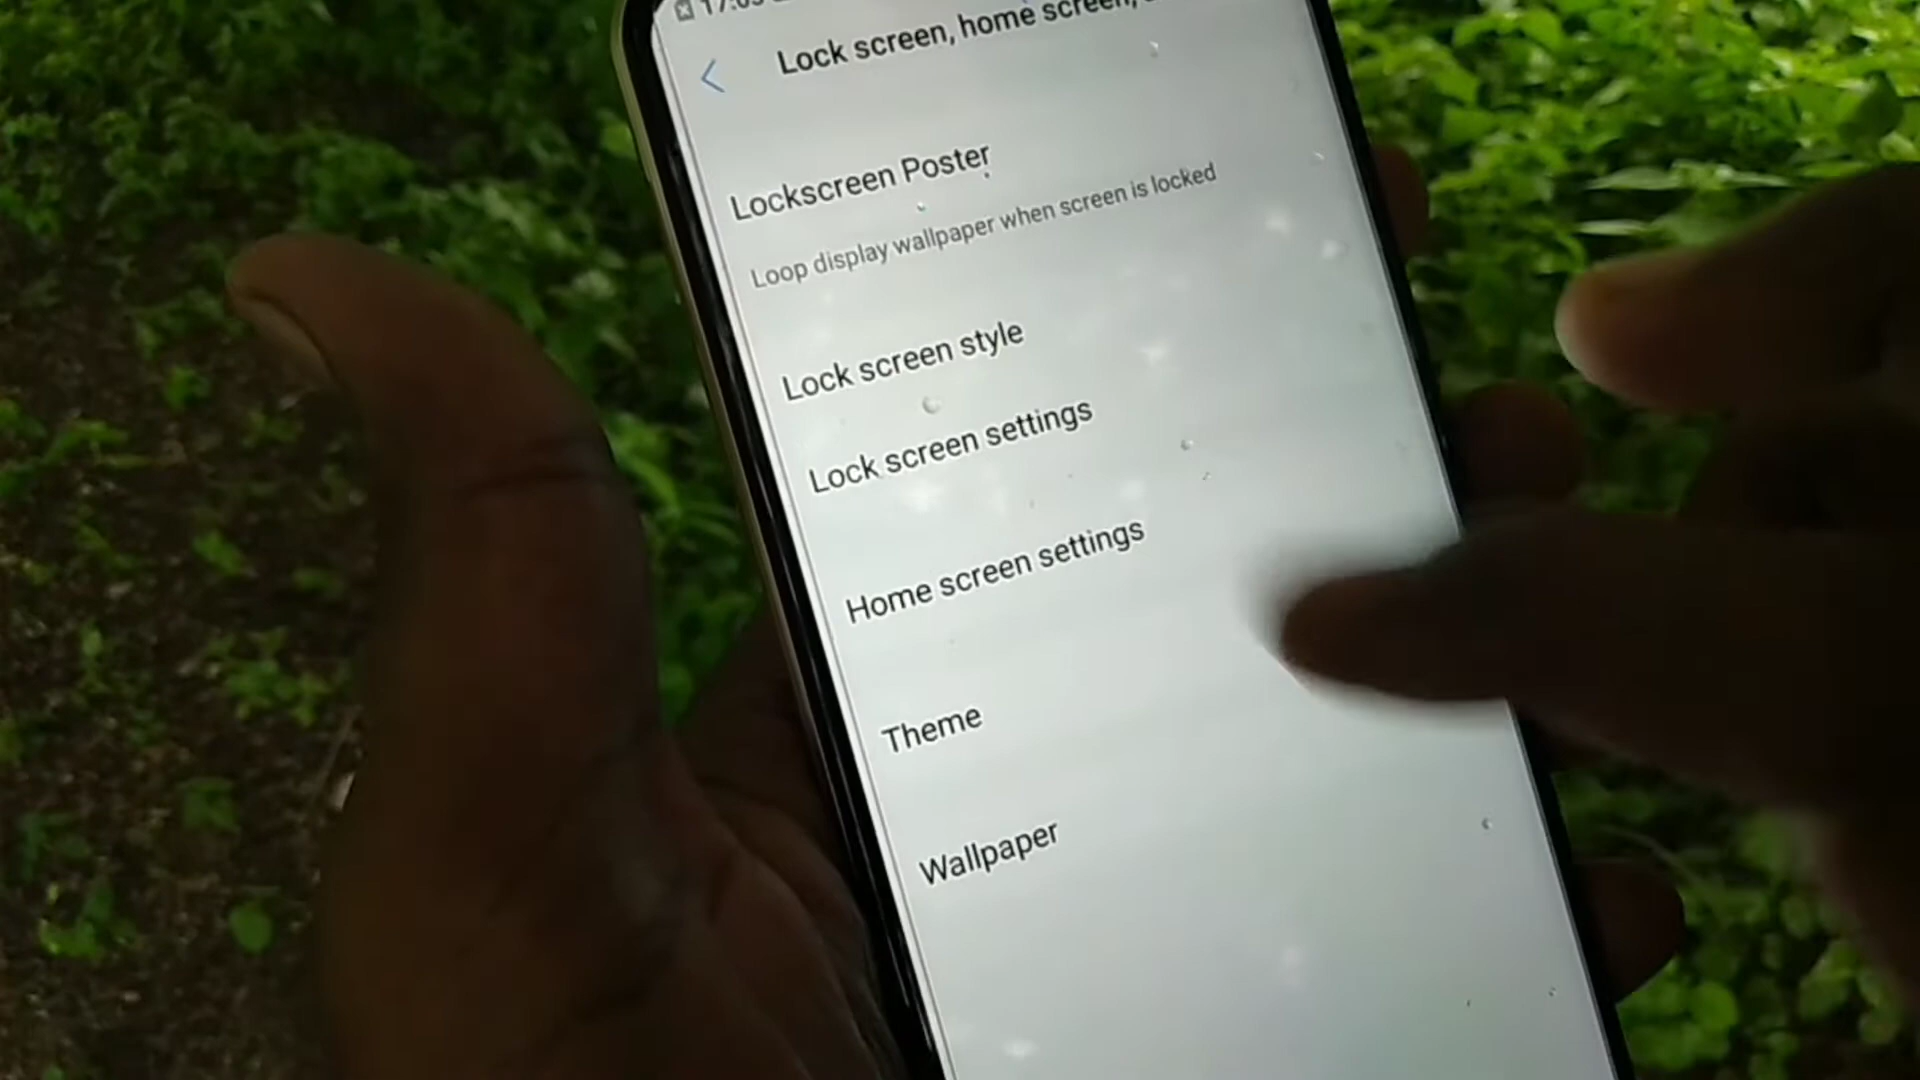 Lock screen, home screen,
Lockscreen Poster
Loop display wallpaper when screen is locked
Lock screen style
Lock screen settings
Home screen settings
Theme
Wallpaper